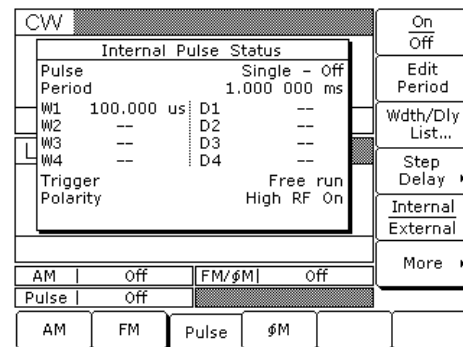 CW
Internal Pulse Status
Pulse Single - Off
Period 1.000 000 ms
W1 100.000 us D1 --
W2 -- D2 --
W3 -- D3 --
W4 -- D4 --
Trigger Free run
Polarity High RF On
L
AM Off FM/ϕM Off
Pulse Off
On
Off
Edit
Period
Wdth/Dly
List...
Step
Delay
Internal
External
More
AM FM Pulse ϕM